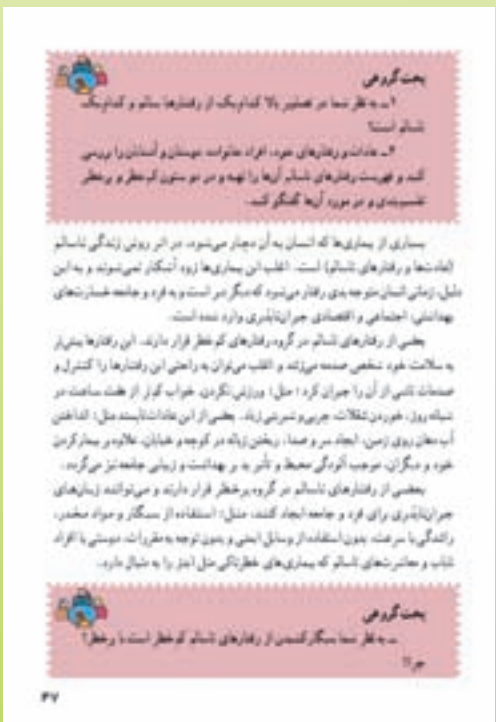 بحث گروهی
۱ــ به نظر شما در تصاویر بالا کدام‌یک از رفتارها سالم و کدام‌یک
ناسالم است؟
۲ــ عادات و رفتارهای خود، افراد خانواده، دوستان و آشنایان را بررسی
کنید و فهرست رفتارهای ناسالم آن‌ها را تهیه و در دو ستون کم‌خطر و پرخطر
تقسیم‌بندی و در مورد آن‌ها گفتگو کنید.
بسیاری از بیماری‌ها که انسان به آن دچار می‌شود، در اثر روش زندگی ناسالم
(عادت‌ها و رفتارهای ناسالم) است. اغلب این بیماری‌ها زود آشکار نمی‌شوند و به این
دلیل، زمانی انسان متوجه بدی رفتار می‌شود که دیگر دیر است و به فرد و جامعه خسارت‌های
بهداشتی، اجتماعی و اقتصادی جبران‌ناپذیری وارد شده است.
بعضی از رفتارهای ناسالم در گروه رفتارهای کم‌خطر قرار دارند. این رفتارها بیش‌تر
به سلامت خود شخص صدمه می‌زنند و اغلب می‌توان به راحتی این رفتارها را کنترل و
صدمات ناشی از آن را جبران کرد؛ مثل: ورزش نکردن، خواب کم‌تر از هشت ساعت در
شبانه روز، خوردن تنقلات، چربی و شیرینی زیاد. بعضی از این عادات ناپسند مثل: انداختن
آب دهان روی زمین، ایجاد سر و صدا، ریختن زباله در کوچه و خیابان، علاوه بر بیمار کردن
خود و دیگران، موجب آلودگی محیط و تأثیر بد بر بهداشت و زیبایی جامعه نیز می‌گردد.
بعضی از رفتارهای ناسالم در گروه پرخطر قرار دارند و می‌توانند زیان‌های
جبران‌ناپذیری برای فرد و جامعه ایجاد کنند، مثل: استفاده از سیگار و مواد مخدر،
رانندگی با سرعت، بدون استفاده از وسایل ایمنی و بدون توجه به مقررات، دوستی با افراد
ناباب و معاشرت‌های ناسالم که بیماری‌های خطرناکی مثل ایدز را به دنبال دارد.
بحث گروهی
ــ به نظر شما سیگار کشیدن از رفتارهای ناسالم کم‌خطر است یا پرخطر؟
چرا؟
۴۷